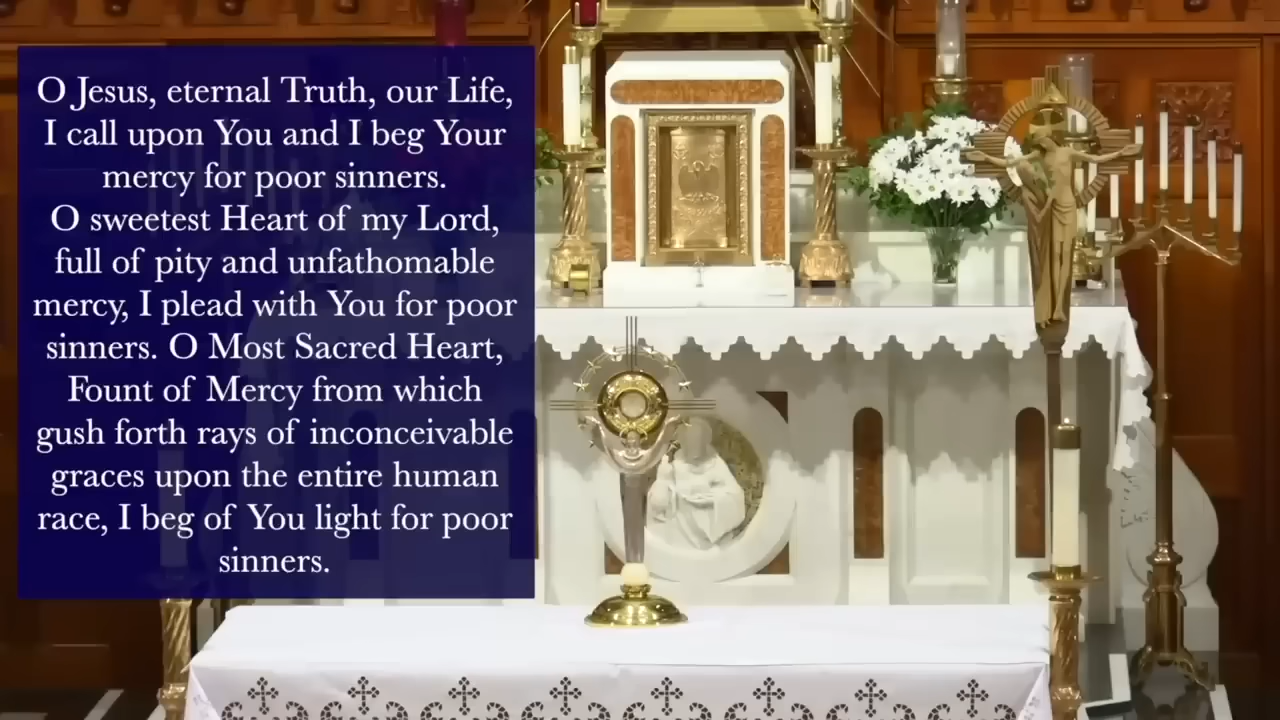 O Jesus, eternal Truth, our Life,
I call upon You and I beg Your
mercy for poor sinners.
O sweetest Heart of my Lord,
full of pity and unfathomable
mercy, I plead with You for poor
sinners. O Most Sacred Heart,
Fount of Mercy from which
gush forth rays of inconceivable
graces upon the entire human
race, I beg of You light for poor
sinners.